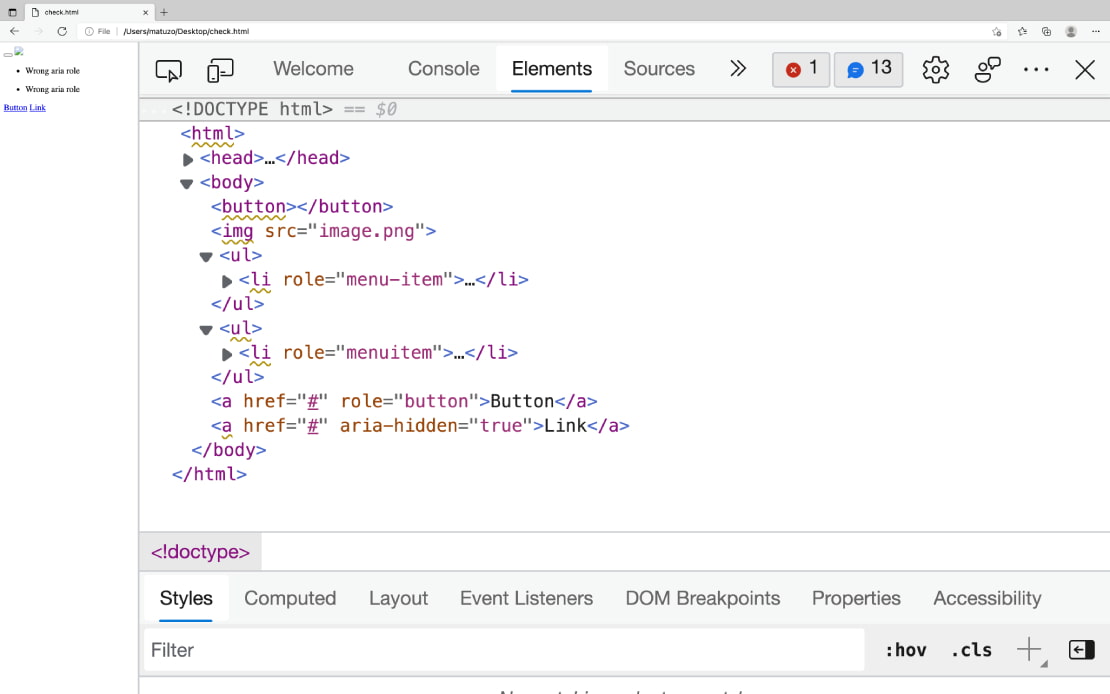 check.html
File /Users/matuzo/Desktop/check.html
Wrong aria role
Wrong aria role
Button Link
Welcome Console Elements Sources 1 13
<!DOCTYPE html> == $0
<html>
<head>…</head>
<body>
<button></button>
<img src="image.png">
<ul>
<li role="menu-item">…</li>
</ul>
<ul>
<li role="menuitem">…</li>
</ul>
<a href="#" role="button">Button</a>
<a href="#" aria-hidden="true">Link</a>
</body>
</html>
<!doctype>
Styles Computed Layout Event Listeners DOM Breakpoints Properties Accessibility
Filter :hov .cls